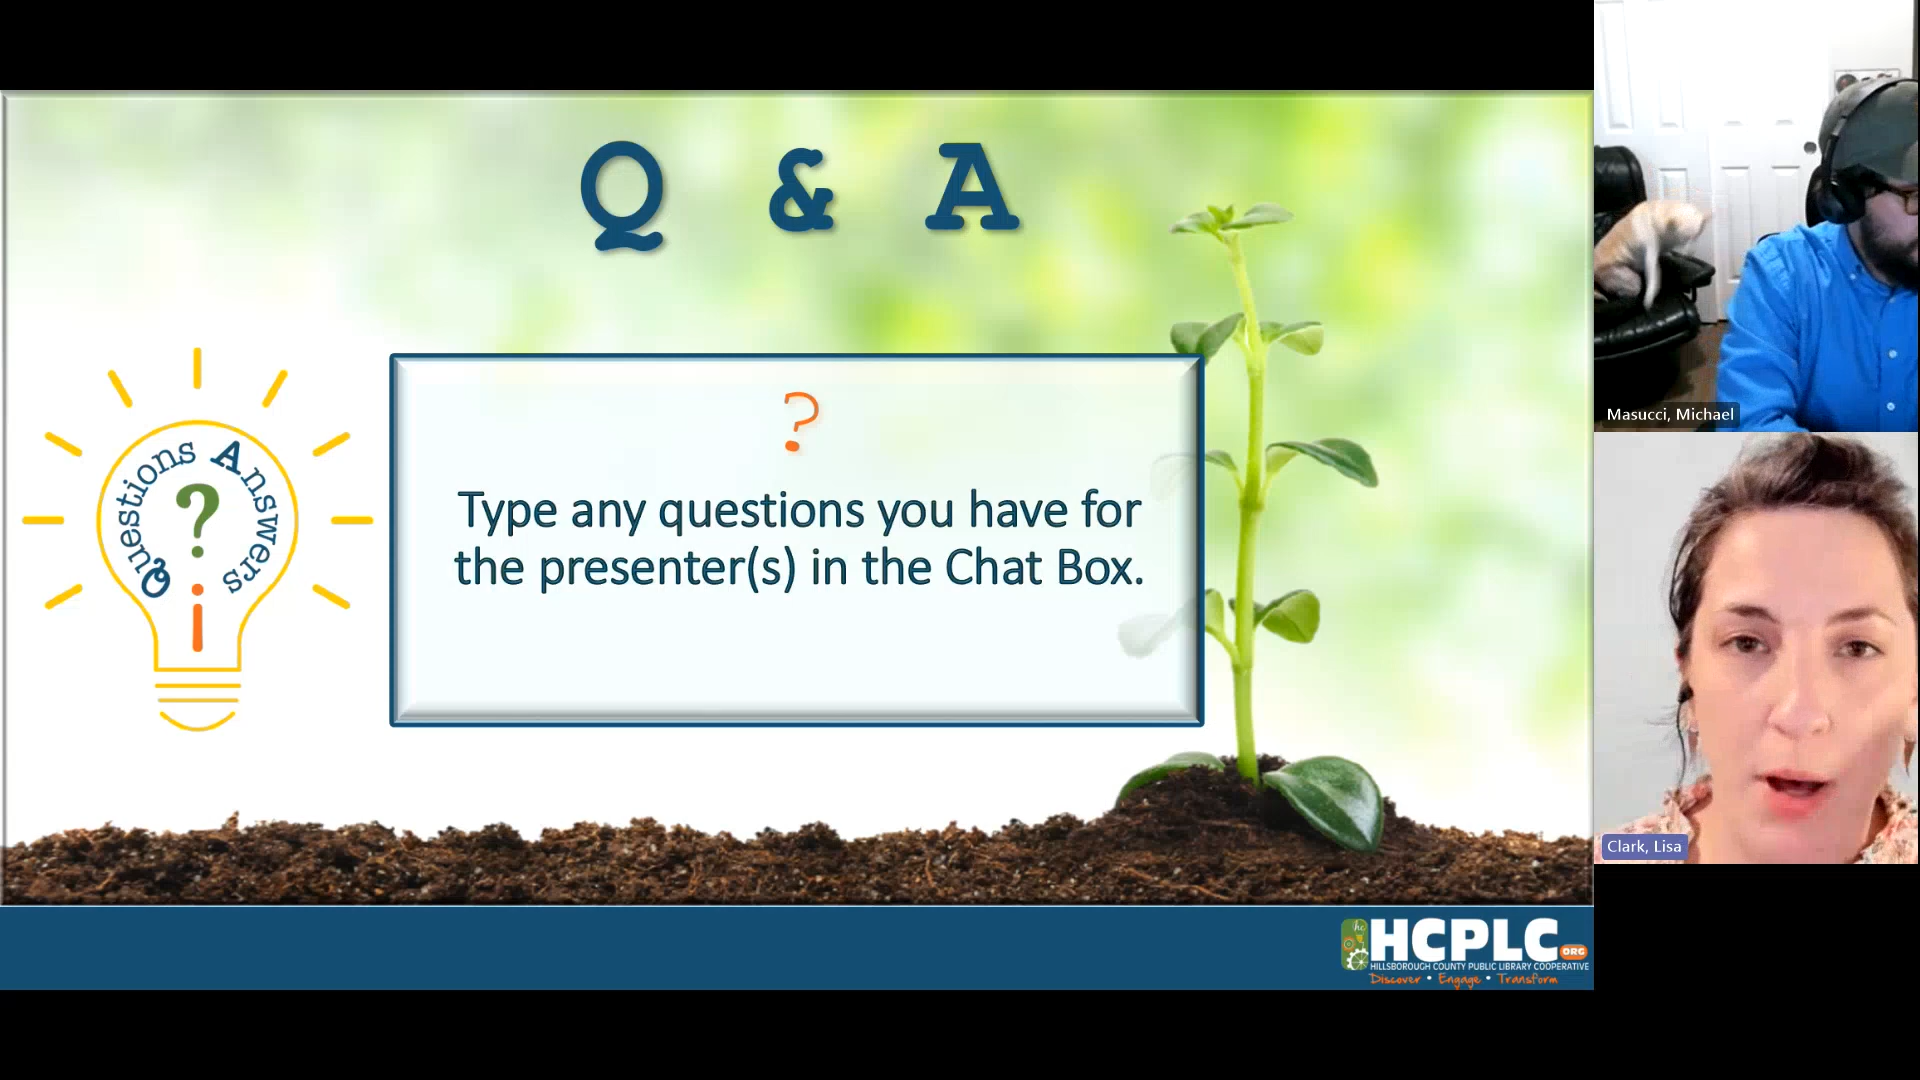 Q & A
Questions Answers
?
¡
?
Type any questions you have for
the presenter(s) in the Chat Box.
Masucci, Michael
Clark, Lisa
hc
HCPLC.ORG
HILLSBOROUGH COUNTY PUBLIC LIBRARY COOPERATIVE
Discover • Engage • Transform